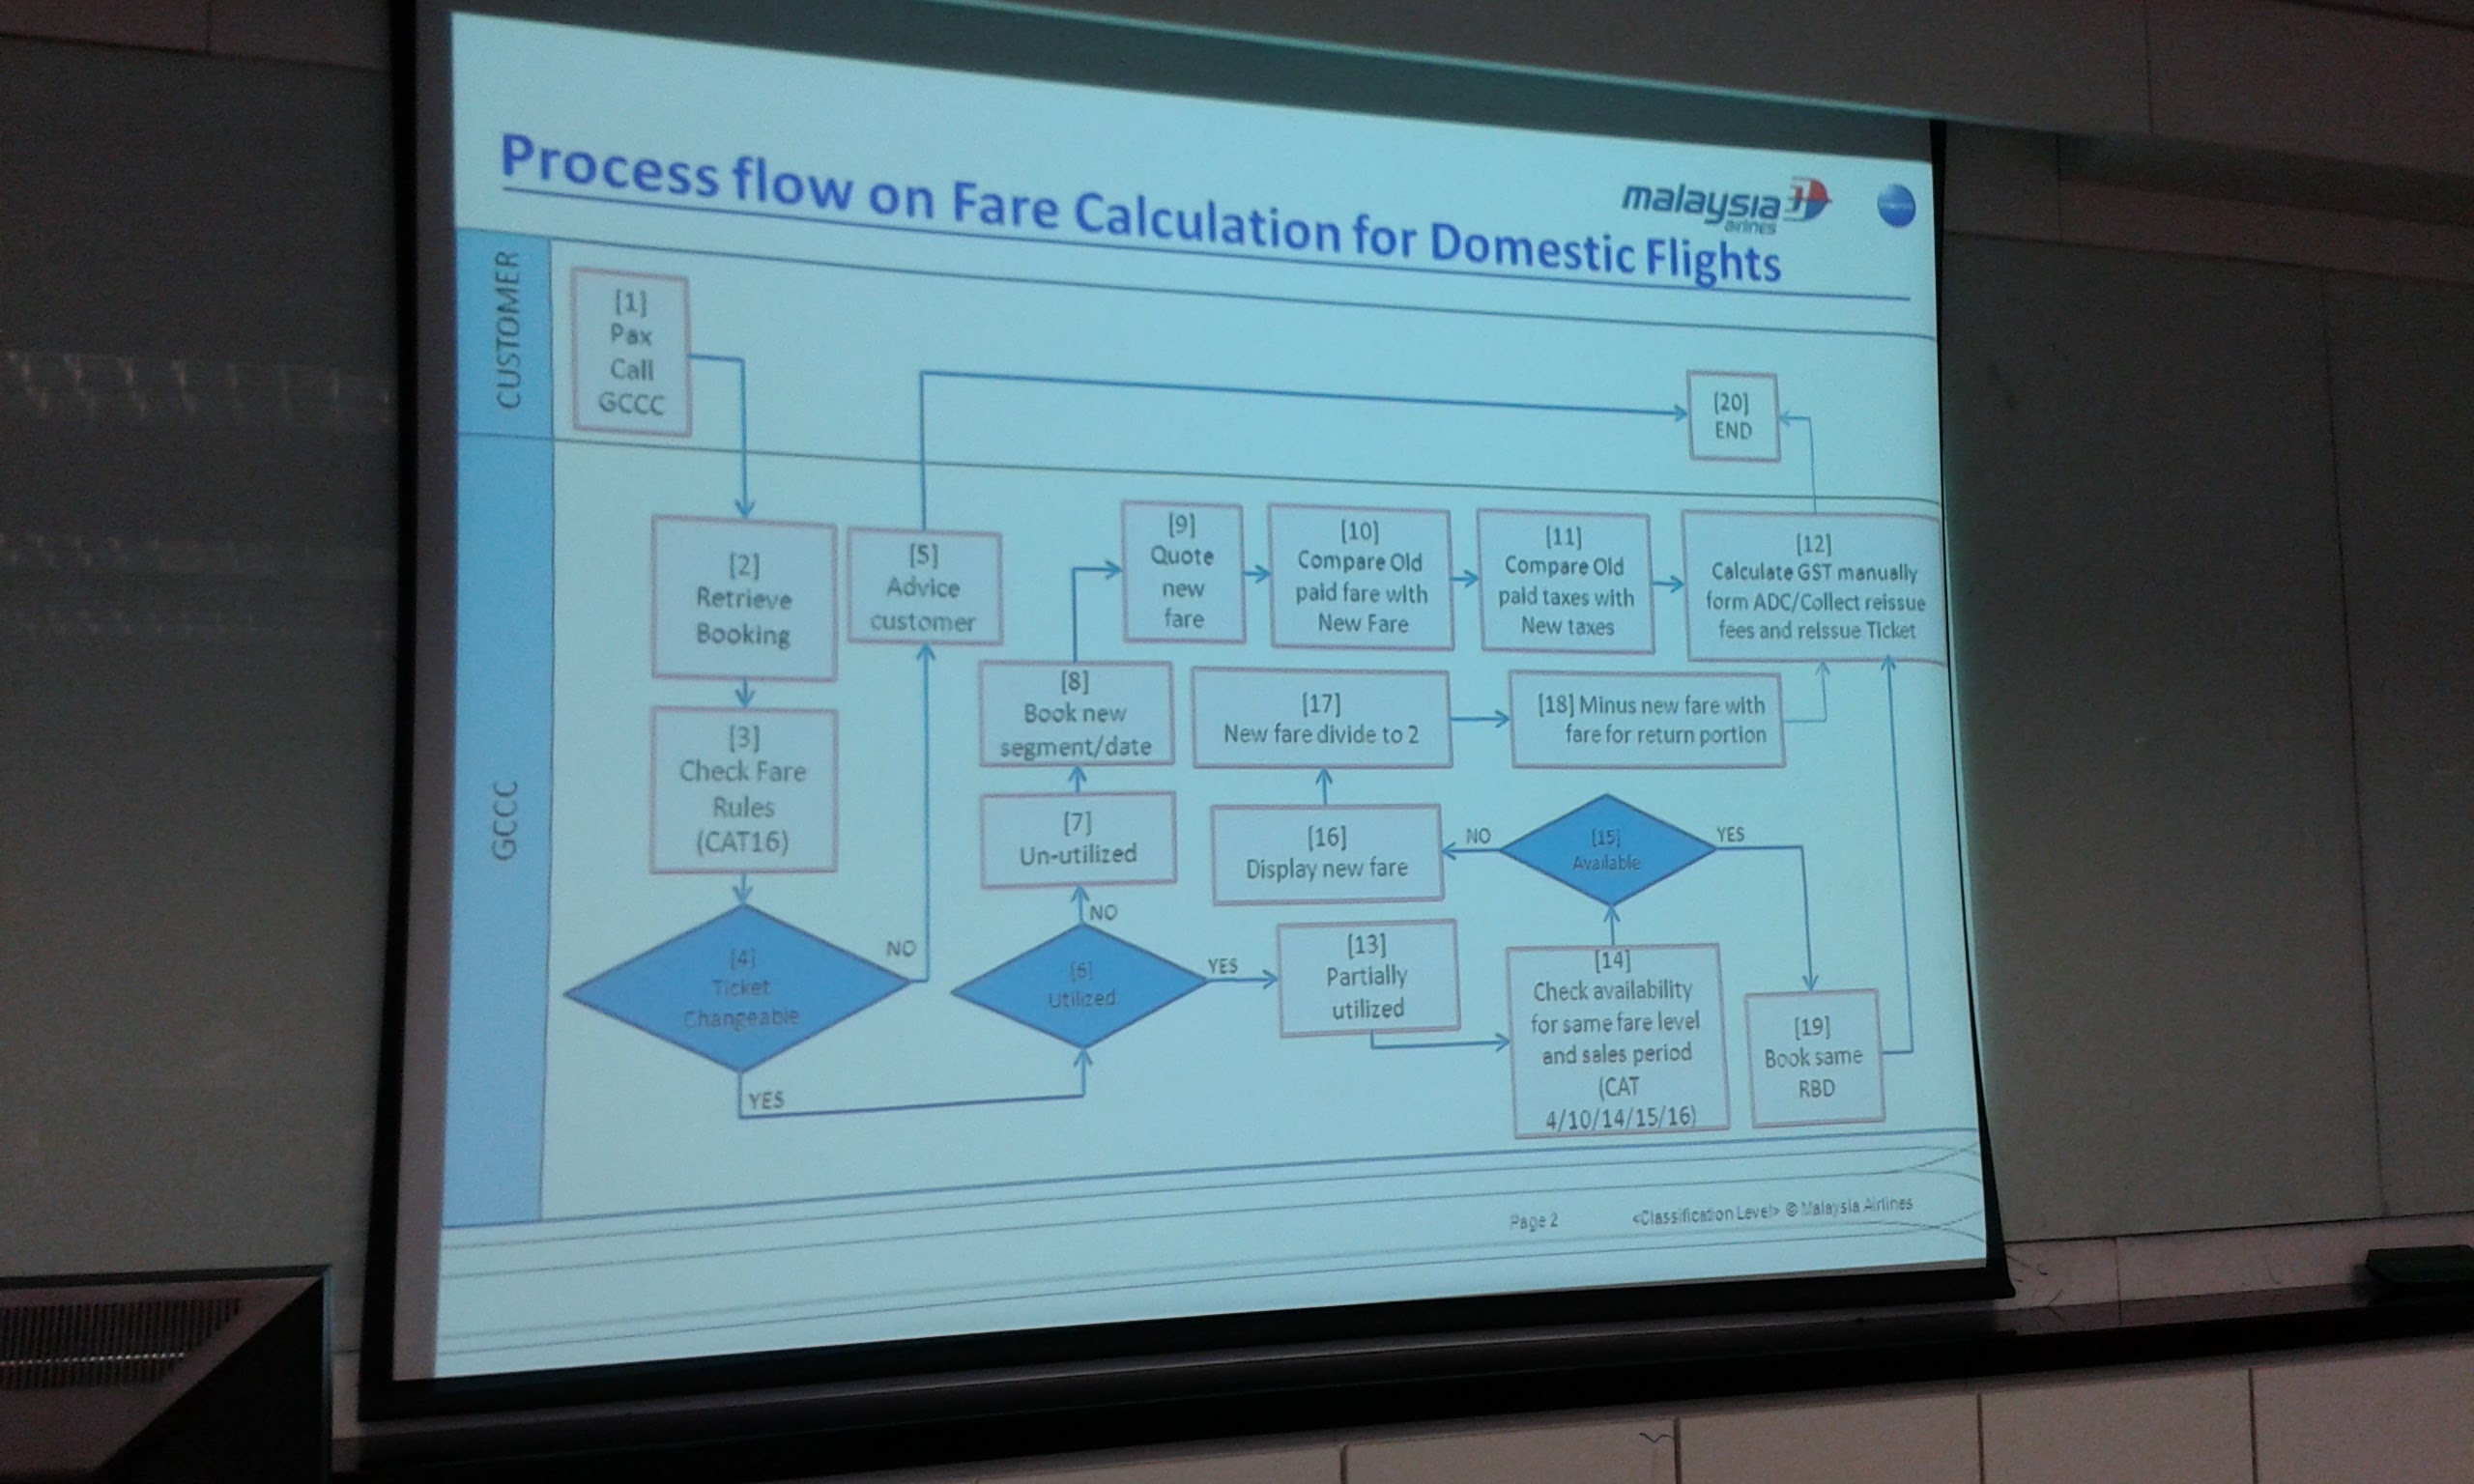 Process flow on Fare Calculation for Domestic Flights
malaysia
airlines
CUSTOMER
[1]
Pax
Call
GCCC
[20]
END
GCCC
[2]
Retrieve
Booking
[3]
Check Fare
Rules
(CAT16)
[4]
Ticket
Changeable
NO
YES
[5]
Advice
customer
[6]
Utilized
NO
YES
[7]
Un-utilized
[8]
Book new
segment/date
[9]
Quote
new
fare
[10]
Compare Old
paid fare with
New Fare
[11]
Compare Old
paid taxes with
New taxes
[12]
Calculate GST manually
form ADC/Collect reissue
fees and reissue Ticket
[13]
Partially
utilized
[14]
Check availability
for same fare level
and sales period
(CAT
4/10/14/15/16)
[15]
Available
NO
YES
[16]
Display new fare
[17]
New fare divide to 2
[18] Minus new fare with
fare for return portion
[19]
Book same
RBD
Page 2
<Classification Level> © Malaysia Airlines